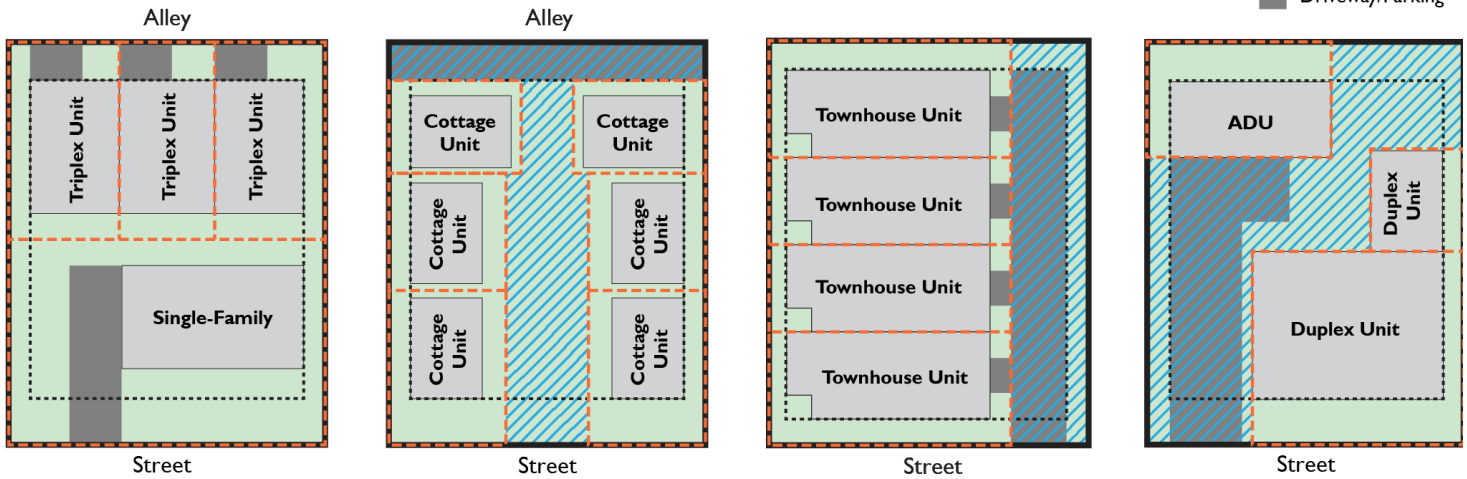 Driveway/Parking
Alley
Triplex Unit
Triplex Unit
Triplex Unit
Single-Family
Street
Alley
Cottage
Unit
Cottage
Unit
Cottage
Unit
Cottage
Unit
Cottage
Unit
Cottage
Unit
Street
Townhouse Unit
Townhouse Unit
Townhouse Unit
Townhouse Unit
Street
ADU
Duplex
Unit
Duplex Unit
Street